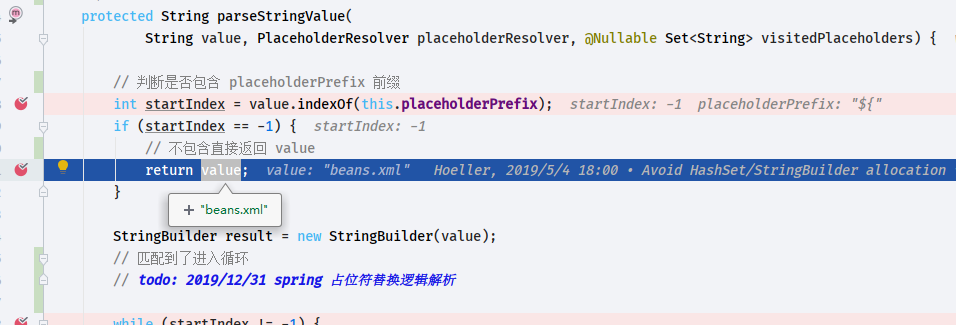 protected String parseStringValue(
String value, PlaceholderResolver placeholderResolver, @Nullable Set<String> visitedPlaceholders) {
// 判断是否包含 placeholderPrefix 前缀
int startIndex = value.indexOf(this.placeholderPrefix); startIndex: -1 placeholderPrefix: "${"
if (startIndex == -1) { startIndex: -1
// 不包含直接返回 value
return value; value: "beans.xml" Hoeller, 2019/5/4 18:00 • Avoid HashSet/StringBuilder allocation
}
+ "beans.xml"
StringBuilder result = new StringBuilder(value);
// 匹配到了进入循环
// todo: 2019/12/31 spring 占位符替换逻辑解析
while (startIndex != -1) {